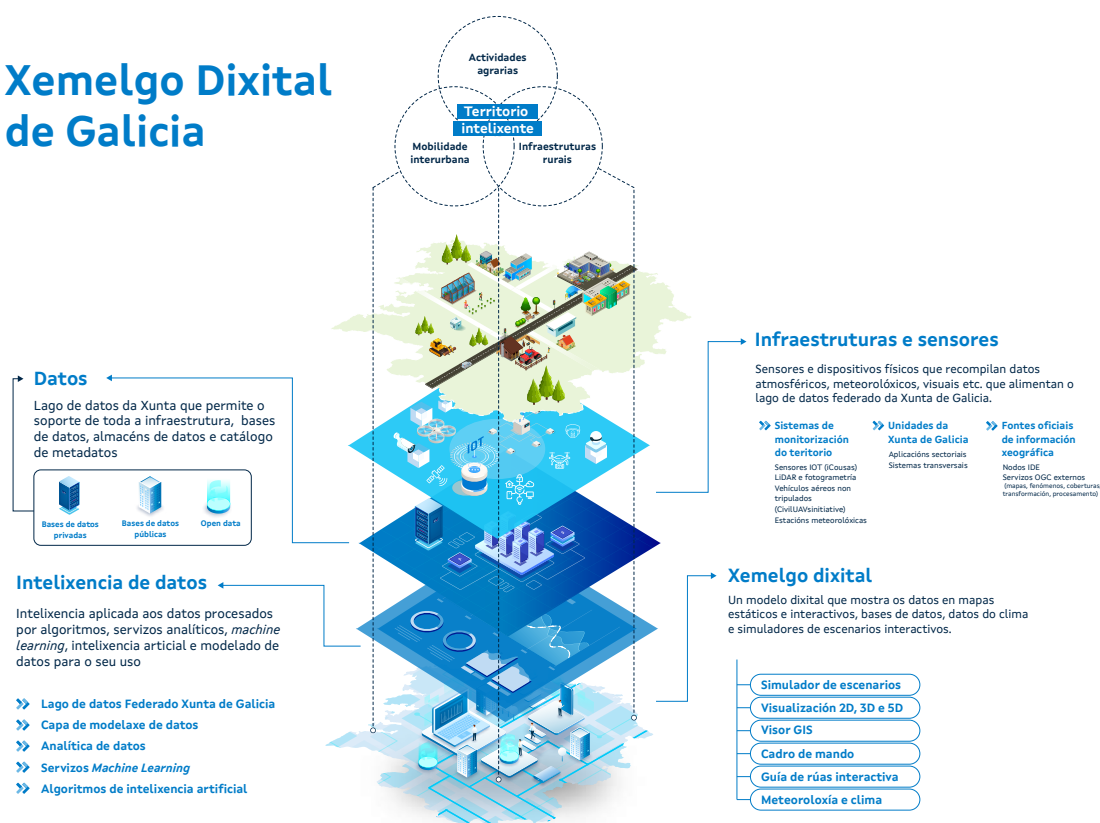 Xemelgo Dixital
de Galicia
Actividades
agrarias
Territorio
intelixente
Mobilidade
interurbana
Infraestruturas
rurais
Infraestruturas e sensores
Sensores e dispositivos físicos que recompilan datos
atmosféricos, meteorolóxicos, visuais etc. que alimentan o
lago de datos federado da Xunta de Galicia.
Sistemas de
monitorización
do teritorio
Sensores IOT (iCousas)
LiDAR e fotogrametría
Vehículos aéreos non
tripulados
(CivilUAVsinitiative)
Estacións meteorolóxicas
Unidades da
Xunta de Galicia
Aplicacións sectoriais
Sistemas transversais
Fontes oficiais
de información
xeográfica
Nodos IDE
Servizos OGC externos
(mapas, fenómenos, coberturas
transformación, procesamento)
Datos
Lago de datos da Xunta que permite o
soporte de toda a infraestrutura, bases
de datos, almacéns de datos e catálogo
de metadatos
Bases de datos
privadas
Bases de datos
públicas
Open data
IOT
Intelixencia de datos
Intelixencia aplicada aos datos procesados
por algoritmos, servizos analíticos, machine
learning, intelixencia articial e modelado de
datos para o seu uso
Lago de datos Federado Xunta de Galicia
Capa de modelaxe de datos
Analítica de datos
Servizos Machine Learning
Algoritmos de intelixencia artificial
Xemelgo dixital
Un modelo dixital que mostra os datos en mapas
estáticos e interactivos, bases de datos, datos do clima
e simuladores de escenarios interactivos.
Simulador de escenarios
Visualización 2D, 3D e 5D
Visor GIS
Cadro de mando
Guía de rúas interactiva
Meteoroloxía e clima